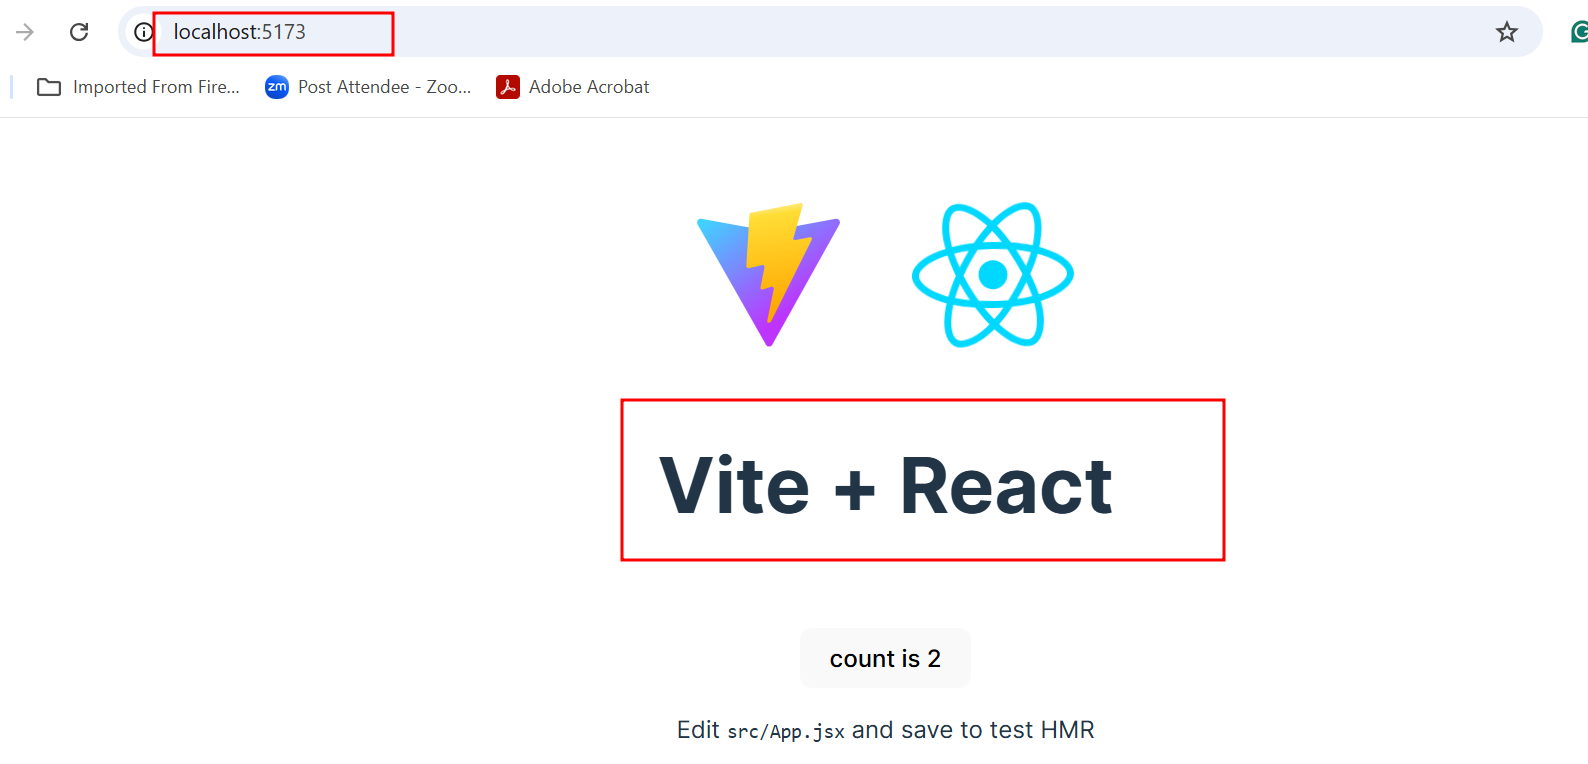 localhost:5173
Imported From Fire... zm Post Attendee - Zoo... Adobe Acrobat
Vite + React
count is 2
Edit src/App.jsx and save to test HMR